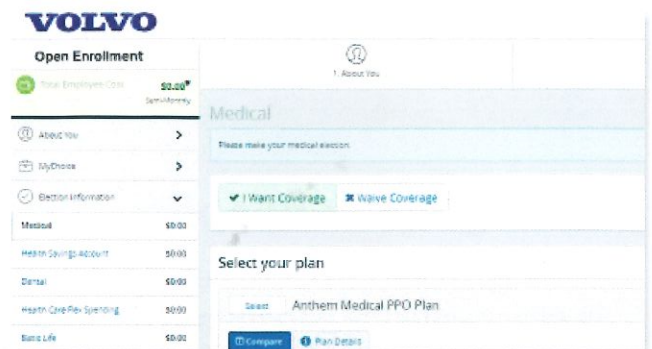 VOLVO
Open Enrollment
Total Employee Cost $0.00
Semi-Monthly
About You
MyChoice
Election Information
Medical $0.00
Health Savings Account $0.00
Dental $0.00
Health Care Flex Spending $0.00
Basic Life $0.00
1. About You
Medical
Please make your medical election.
I Want Coverage
Waive Coverage
Select your plan
Select Anthem Medical PPO Plan
Compare
Plan Details